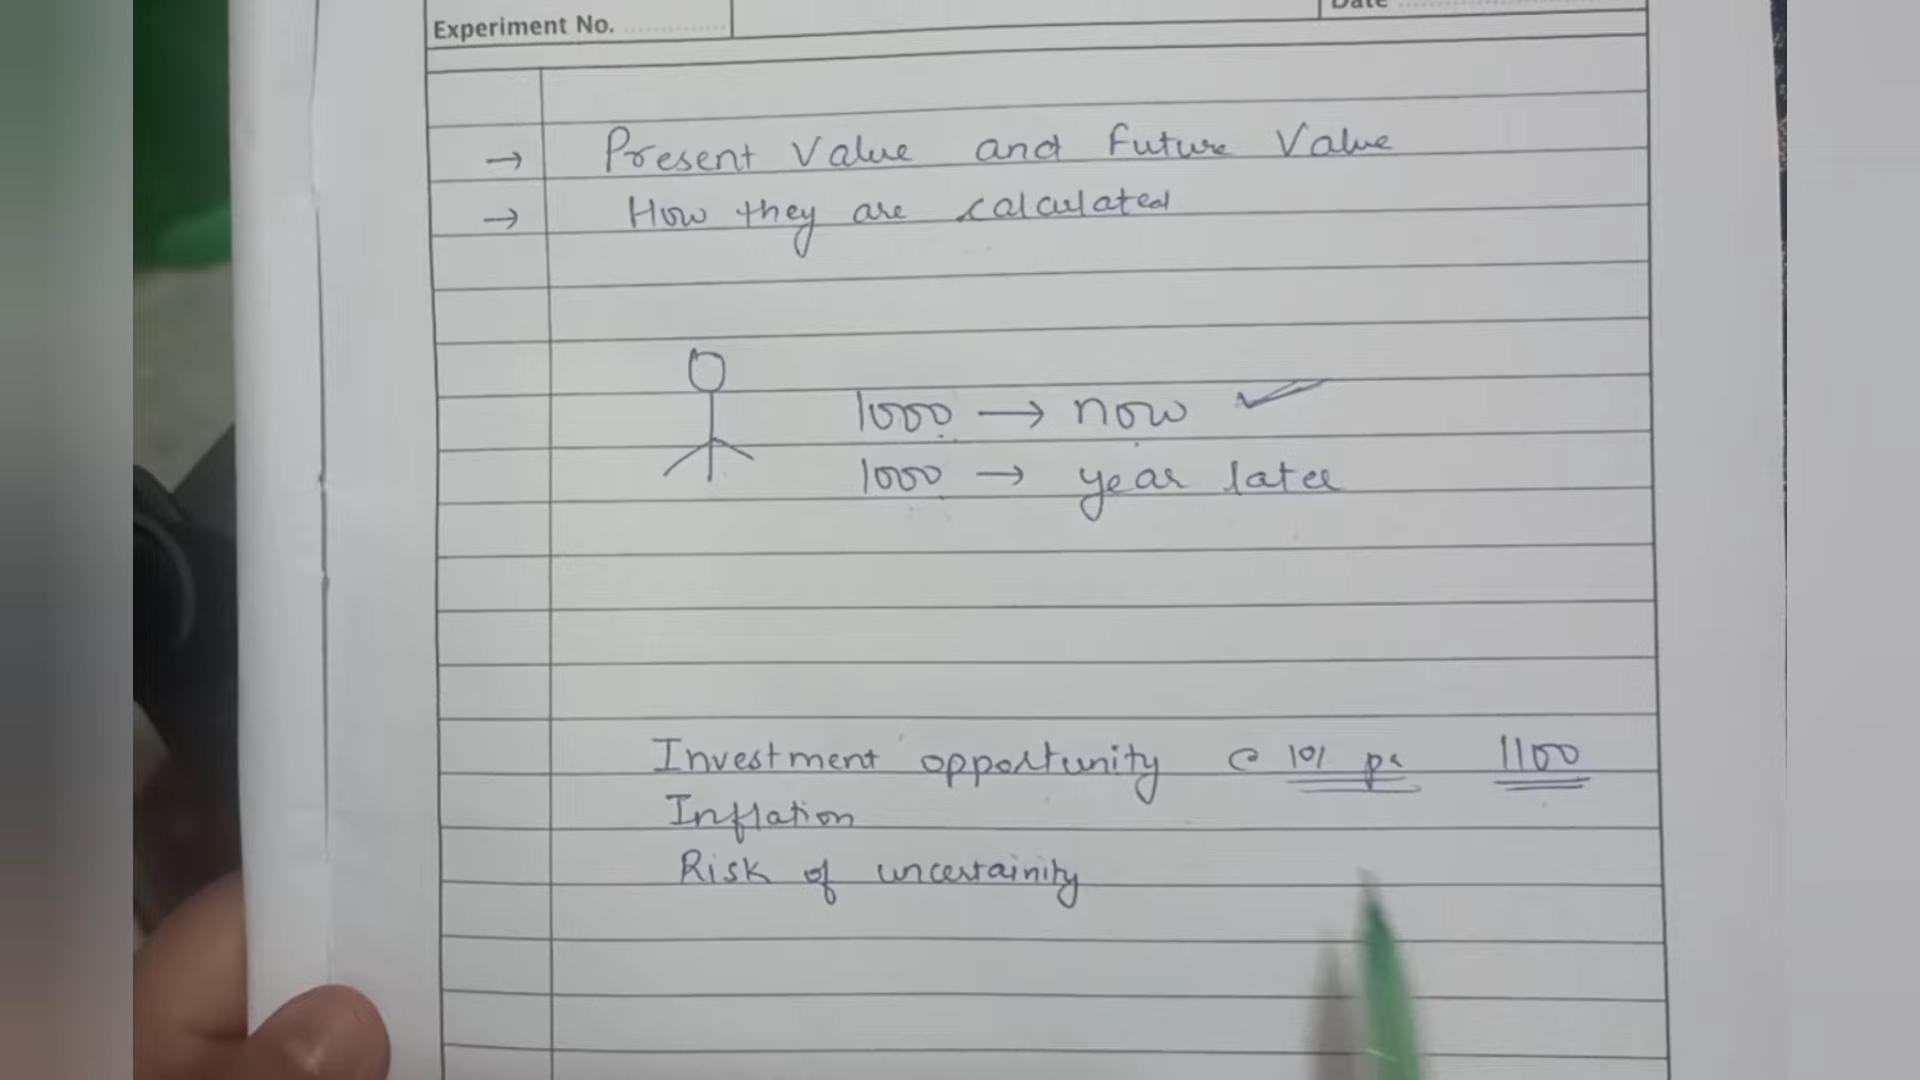 Experiment No.
Date
→ Present Value and Future Value
→ How they are calculated
1000 → now ✓
1000 → year later
Investment opportunity @ 10% pa 1100
Inflation
Risk of uncertainity